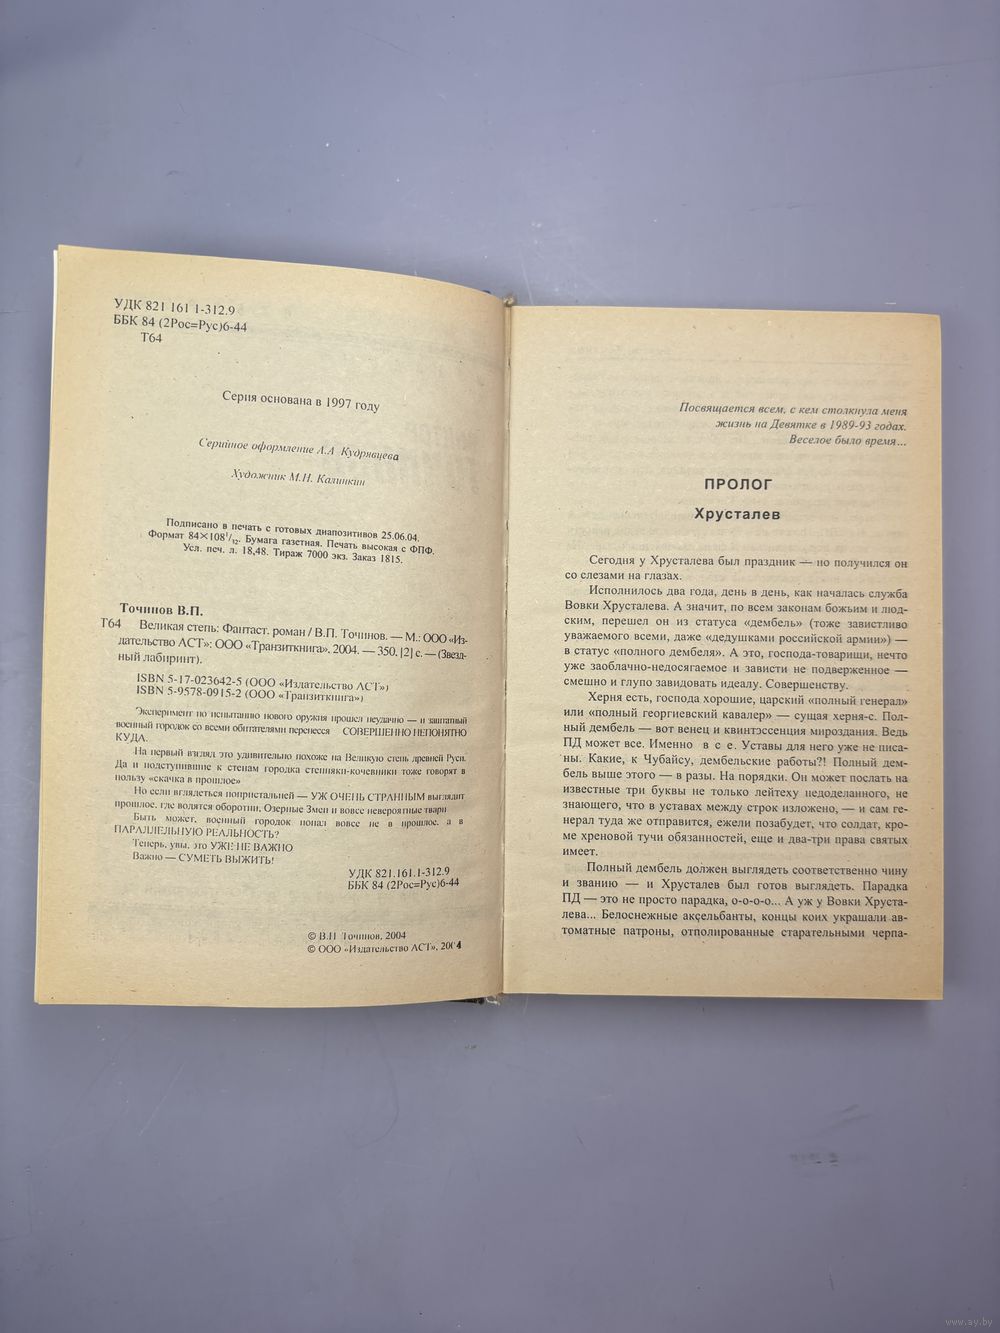 УДК 821 161 1-312.9
ББК 84 (2Рос=Рус)6-44
Т64
Серия основана в 1997 году
Серийное оформление А.А Кудрявцева
Художник М.Н. Калинкин
Подписано в печать с готовых диапозитивов 25.06.04.
Формат 84×108¹/₃₂. Бумага газетная. Печать высокая с ФПФ.
Усл. печ. л. 18,48. Тираж 7000 экз. Заказ 1815.
Точинов В.П.
Т64 Великая степь: Фантаст. роман / В.П. Точинов. — М.: ООО «Из-
дательство АСТ»: ООО «Транзиткнига», 2004. — 350, [2] с. — (Звезд-
ный лабиринт).
ISBN 5-17-023642-5 (ООО «Издательство АСТ»)
ISBN 5-9578-0915-2 (ООО «Транзиткнига»)
Эксперимент по испытанию нового оружия прошел неудачно — и заштатный
военный городок со всеми обитателями перенесся СОВЕРШЕННО НЕПОНЯТНО
КУДА.
На первый взгляд это удивительно похоже на Великую степь древней Руси.
Да и подступившие к стенам городка степняки-кочевники тоже говорят в
пользу «скачка в прошлое»
Но если вглядеться попристальней — УЖ ОЧЕНЬ СТРАННЫМ выглядит
прошлое, где водятся оборотни, Озерные Змеи и вовсе невероятные твари
Быть может, военный городок попал вовсе не в прошлое, а в
ПАРАЛЛЕЛЬНУЮ РЕАЛЬНОСТЬ?
Теперь, увы, это УЖЕ НЕ ВАЖНО
Важно — СУМЕТЬ ВЫЖИТЬ!
УДК 821.161.1-312.9
ББК 84 (2Рос=Рус)6-44
© В.П Точинов, 2004
© ООО «Издательство АСТ», 2004
Посвящается всем, с кем столкнула меня
жизнь на Девятке в 1989-93 годах.
Веселое было время...
ПРОЛОГ
Хрусталев
Сегодня у Хрусталева был праздник — но получился он
со слезами на глазах.
Исполнилось два года, день в день, как началась служба
Вовки Хрусталева. А значит, по всем законам божьим и люд-
ским, перешел он из статуса «дембель» (тоже завистливо
уважаемого всеми, даже «дедушками российской армии») —
в статус «полного дембеля». А это, господа-товарищи, нечто
уже заоблачно-недосягаемое и зависти не подверженное —
смешно и глупо завидовать идеалу. Совершенству.
Херня есть, господа хорошие, царский «полный генерал»
или «полный георгиевский кавалер» — сущая херня-с. Пол-
ный дембель — вот венец и квинтэссенция мироздания. Ведь
ПД может все. Именно в с е. Уставы для него уже не писа-
ны. Какие, к Чубайсу, дембельские работы?! Полный дем-
бель выше этого — в разы. На порядки. Он может послать на
известные три буквы не только лейтеху недоделанного, не
знающего, что в уставах между строк изложено, — и сам ге-
нерал туда же отправится, ежели позабудет, что солдат, кро-
ме хреновой тучи обязанностей, еще и два-три права святых
имеет.
Полный дембель должен выглядеть соответственно чину
и званию — и Хрусталев был готов выглядеть. Парадка
ПД — это не просто парадка, о-о-о-о... А уж у Вовки Хруста-
лева... Белоснежные аксельбанты, концы коих украшали ав-
томатные патроны, отполированные старательными черпа-
www.ay.by